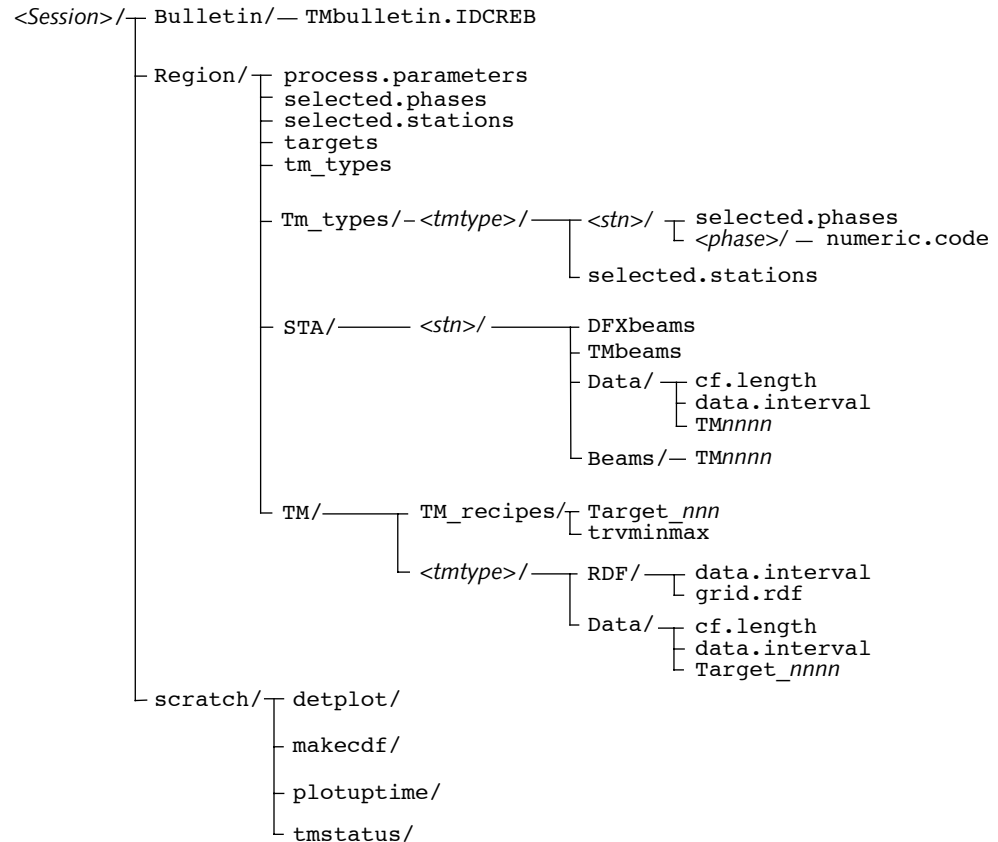 <Session>/ Bulletin/ TMbulletin.IDCREB
Region/ process.parameters
selected.phases
selected.stations
targets
tm_types
Tm_types/ <tmtype>/ <stn>/ selected.phases
<phase>/ numeric.code
selected.stations
STA/ <stn>/ DFXbeams
TMbeams
Data/ cf.length
data.interval
TMnnnn
Beams/ TMnnnn
TM/ TM_recipes/ Target_nnn
trvminmax
<tmtype>/ RDF/ data.interval
grid.rdf
Data/ cf.length
data.interval
Target_nnnn
scratch/ detplot/
makecdf/
plotuptime/
tmstatus/